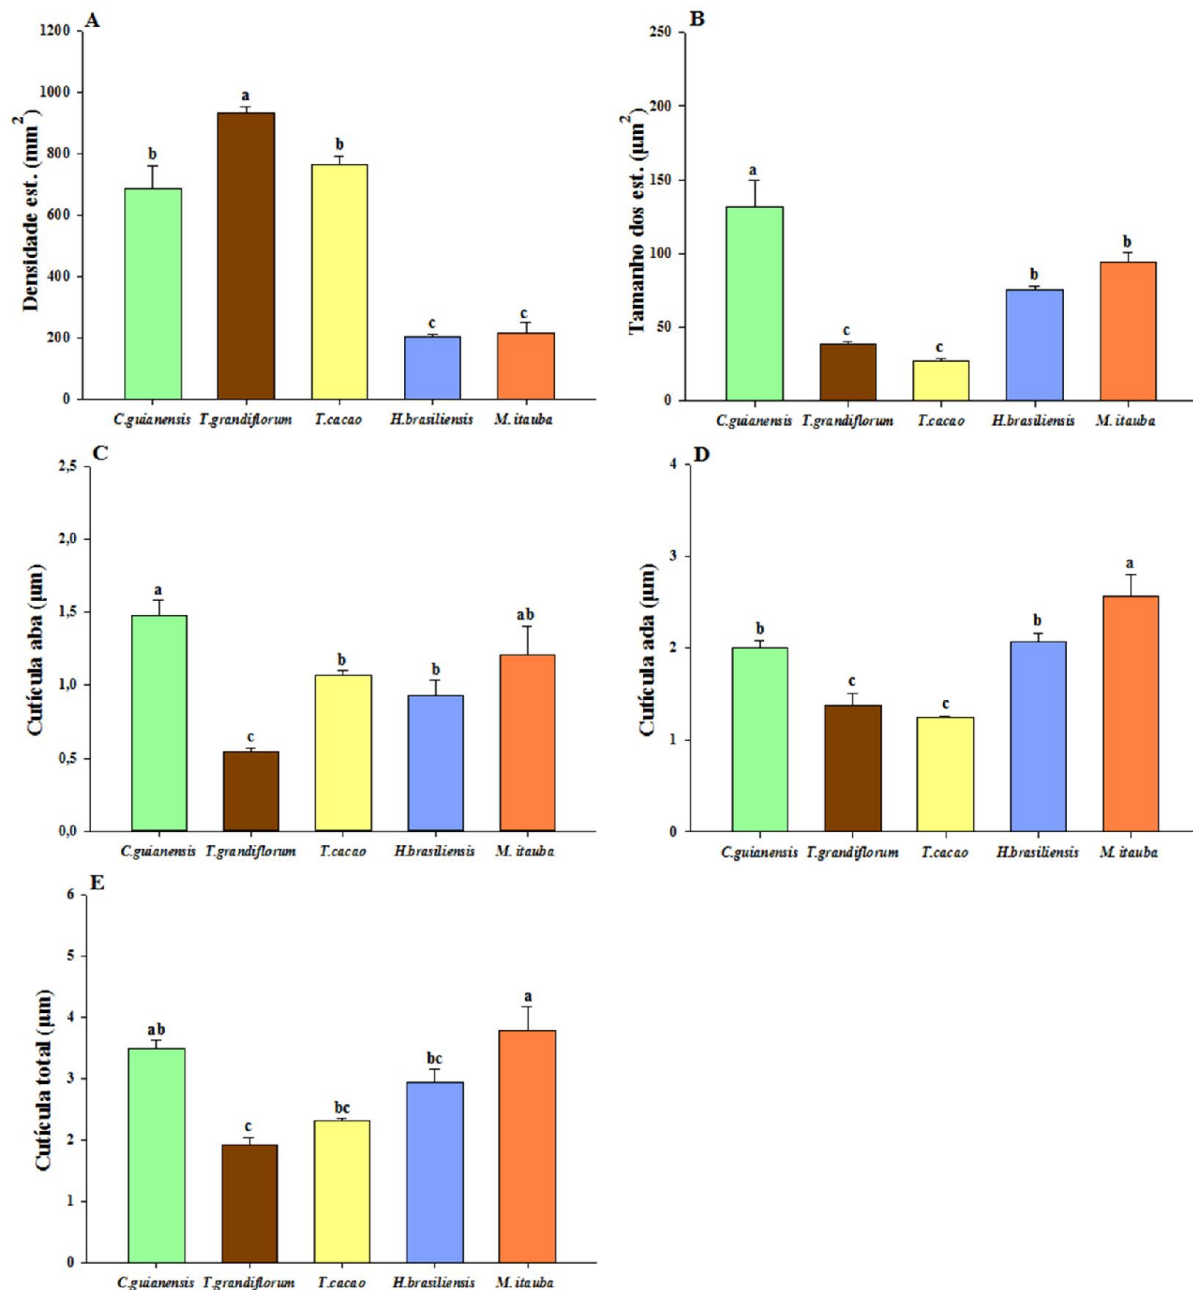 A
1200
1000
800
600
400
200
0
Densidade est. (mm²)
b
a
b
c
c
C.guianensis T.grandiflorum T.cacao H.brasiliensis M. itauba
B
250
200
150
100
50
0
Tamanho dos est. (µm²)
a
c
c
b
b
C.guianensis T.grandiflorum T.cacao H.brasiliensis M. itauba
C
2,5
2,0
1,5
1,0
0,5
0,0
Cutícula aba (µm)
a
c
b
b
ab
C.guianensis T.grandiflorum T.cacao H.brasiliensis M. itauba
D
4
3
2
1
0
Cutícula ada (µm)
b
c
c
b
a
C.guianensis T.grandiflorum T.cacao H.brasiliensis M. itauba
E
6
5
4
3
2
1
0
Cutícula total (µm)
ab
c
bc
bc
a
C.guianensis T.grandiflorum T.cacao H.brasiliensis M. itauba